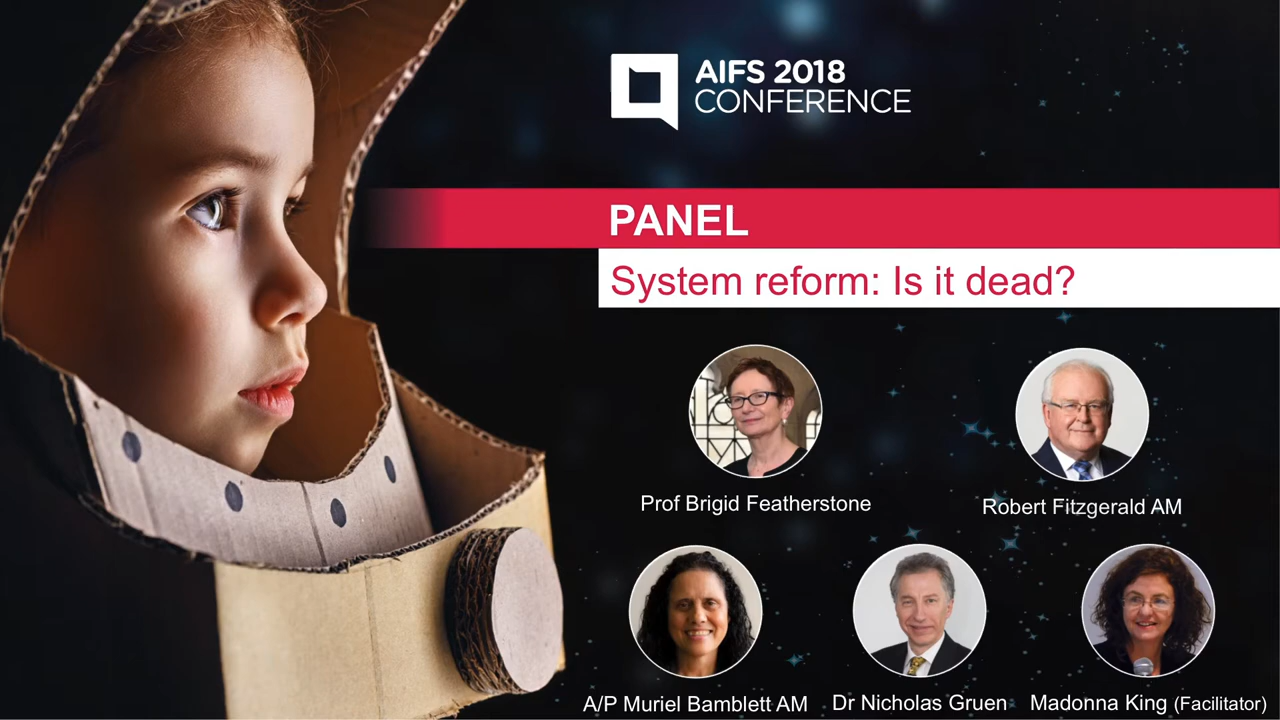 AIFS 2018
CONFERENCE
PANEL
System reform: Is it dead?
Prof Brigid Featherstone
Robert Fitzgerald AM
A/P Muriel Bamblett AM
Dr Nicholas Gruen
Madonna King (Facilitator)